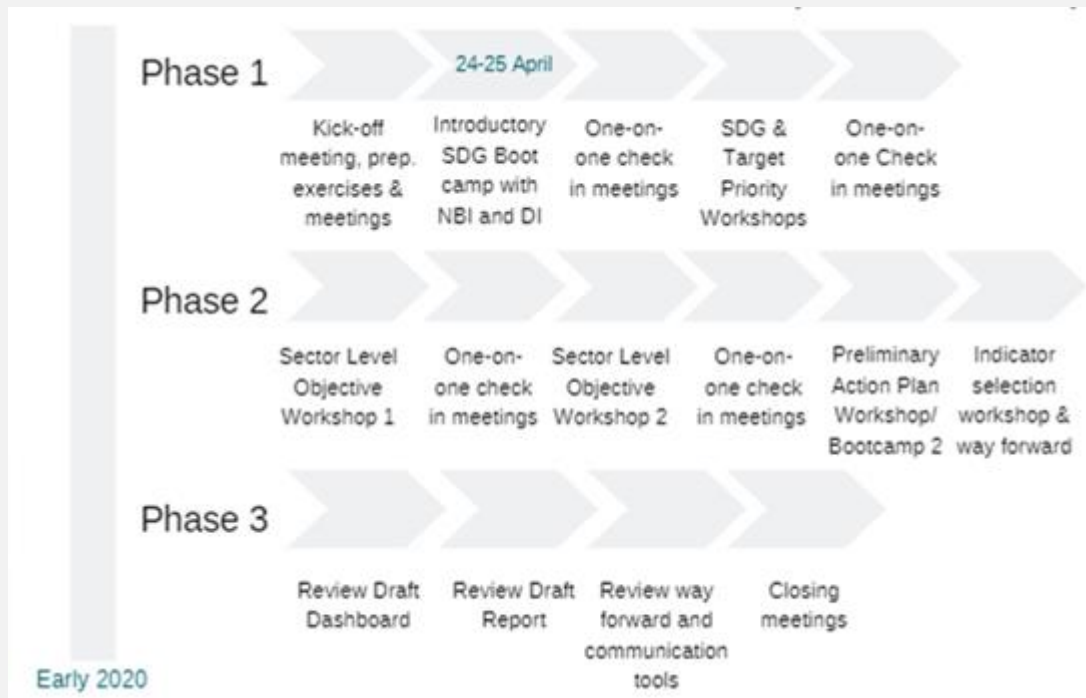 Phase 1
24-25 April
Kick-off
meeting, prep.
exercises &
meetings
Introductory
SDG Boot
camp with
NBI and DI
One-on-
one check
in meetings
SDG &
Target
Priority
Workshops
One-on-
one Check
in meetings
Phase 2
Sector Level
Objective
Workshop 1
One-on-
one check
in meetings
Sector Level
Objective
Workshop 2
One-on-
one check
in meetings
Preliminary
Action Plan
Workshop/
Bootcamp 2
Indicator
selection
workshop &
way forward
Phase 3
Review Draft
Dashboard
Review Draft
Report
Review way
forward and
communication
tools
Closing
meetings
Early 2020